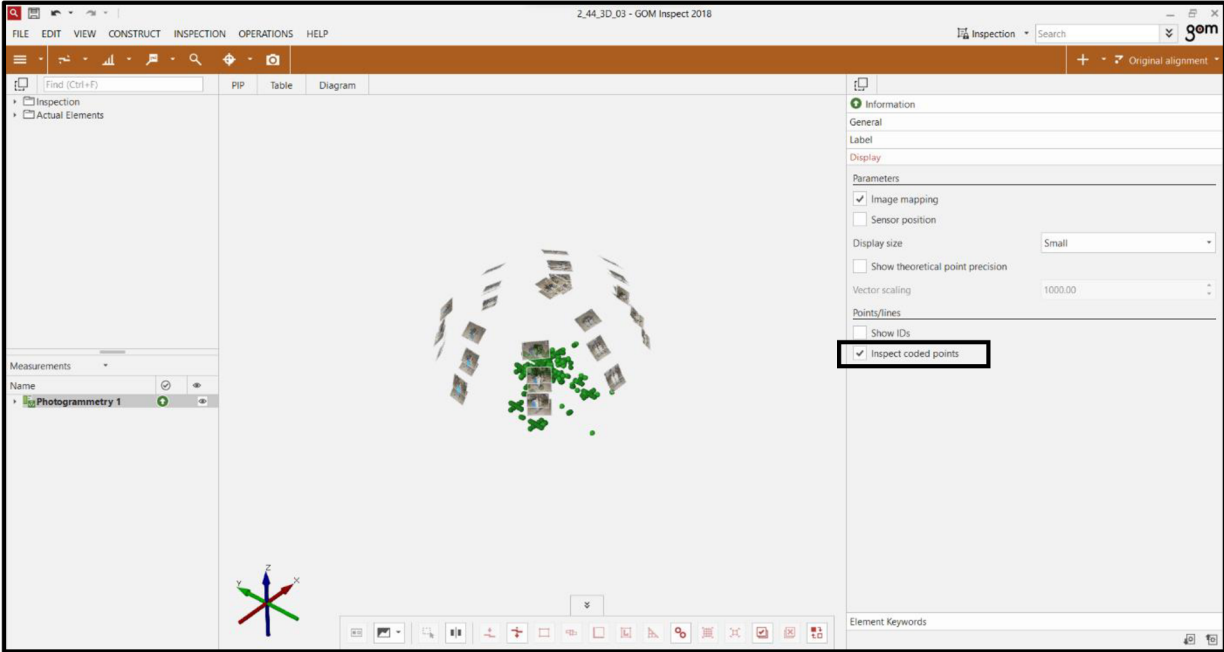 2_44_3D_03 - GOM Inspect 2018
FILE EDIT VIEW CONSTRUCT INSPECTION OPERATIONS HELP
Inspection Search gom
Original alignment
Find (Ctrl+F) PIP Table Diagram
Inspection
Actual Elements
Information
General
Label
Display
Parameters
Image mapping
Sensor position
Display size Small
Show theoretical point precision
Vector scaling 1000.00
Points/lines
Show IDs
Inspect coded points
Measurements
Name
Photogrammetry 1
Z
Y X
Element Keywords